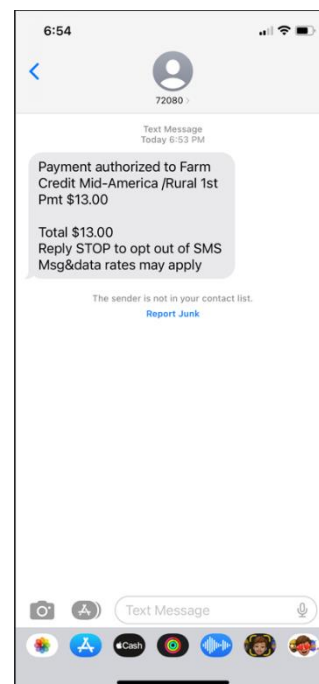 6:54
72080
Text Message
Today 6:53 PM
Payment authorized to Farm
Credit Mid-America /Rural 1st
Pmt $13.00
Total $13.00
Reply STOP to opt out of SMS
Msg&data rates may apply
The sender is not in your contact list.
Report Junk
Text Message
Cash